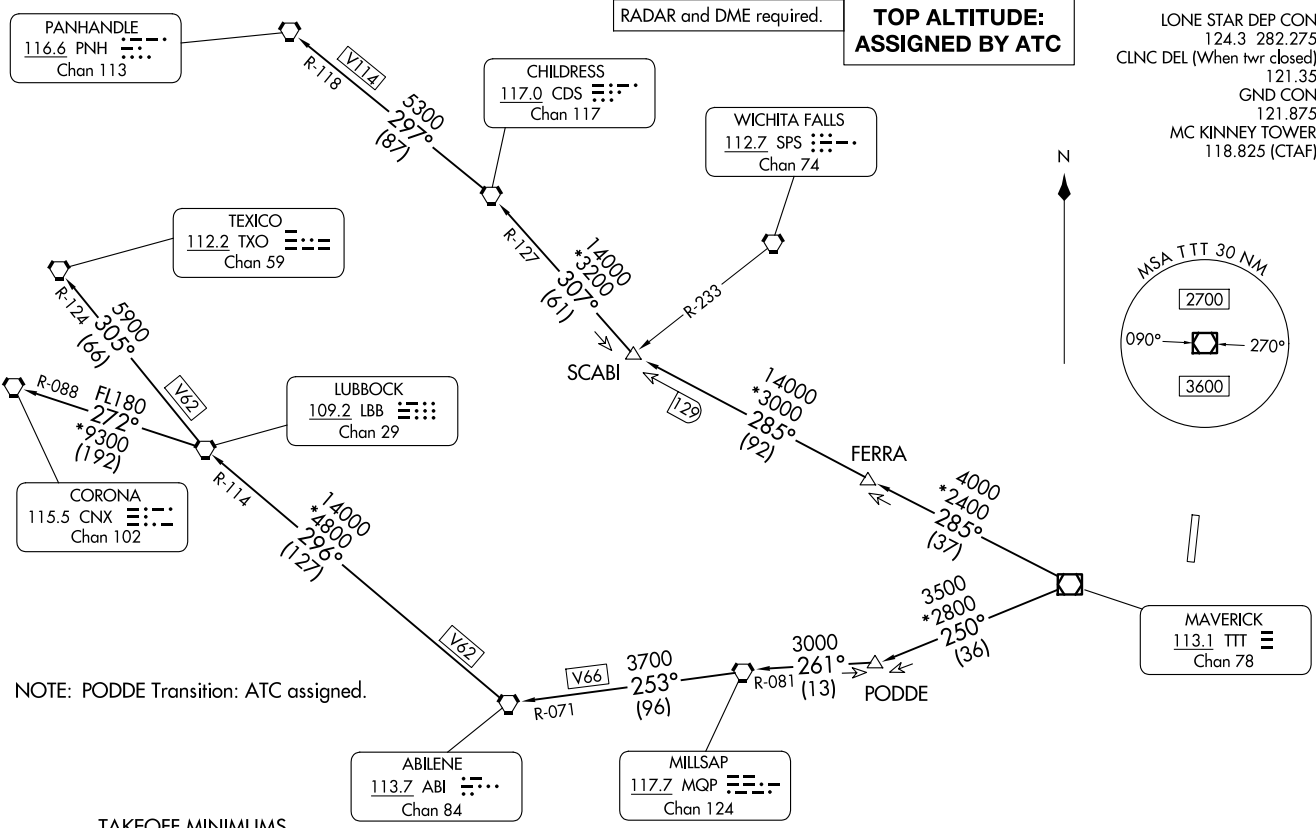 RADAR and DME required.
TOP ALTITUDE:
ASSIGNED BY ATC
LONE STAR DEP CON
124.3 282.275
CLNC DEL (When twr closed)
121.35
GND CON
121.875
MC KINNEY TOWER
118.825 (CTAF)
PANHANDLE
116.6 PNH
Chan 113
R-118
V114
5300
297°
(87)
CHILDRESS
117.0 CDS
Chan 117
WICHITA FALLS
112.7 SPS
Chan 74
N
MSA TTT 30 NM
2700
090°
270°
3600
TEXICO
112.2 TXO
Chan 59
R-127
14000
*3200
307°
(61)
R-233
SCABI
129
R-124
5900
305°
(66)
V62
R-088
FL180
272°
*9300
(192)
LUBBOCK
109.2 LBB
Chan 29
14000
*3000
285°
(92)
FERRA
CORONA
115.5 CNX
Chan 102
R-114
14000
*4800
296°
(127)
V62
4000
*2400
285°
(37)
MAVERICK
113.1 TTT
Chan 78
3500
*2800
250°
(36)
PODDE
3000
261°
(13)
R-081
V66
3700
253°
(96)
R-071
NOTE: PODDE Transition: ATC assigned.
ABILENE
113.7 ABI
Chan 84
MILLSAP
117.7 MQP
Chan 124
TAKEOFF MINIMUMS